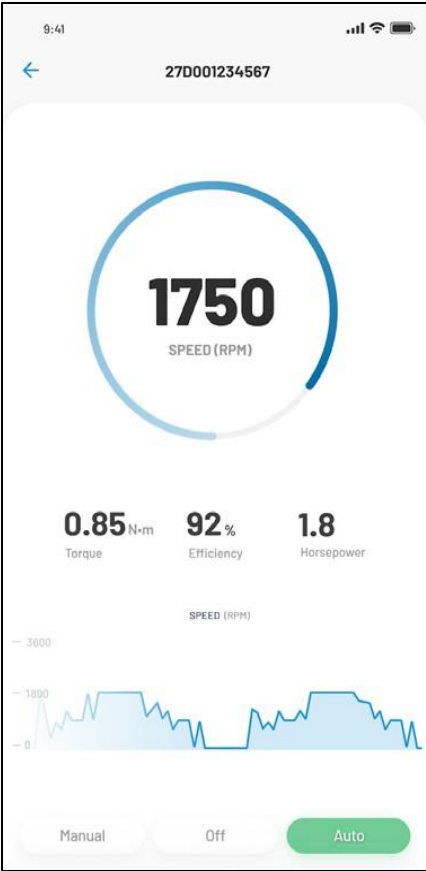 9:41
27D001234567
1750
SPEED (RPM)
0.85 N•m 92 % 1.8
Torque Efficiency Horsepower
SPEED (RPM)
3600
1800
0
Manual Off Auto